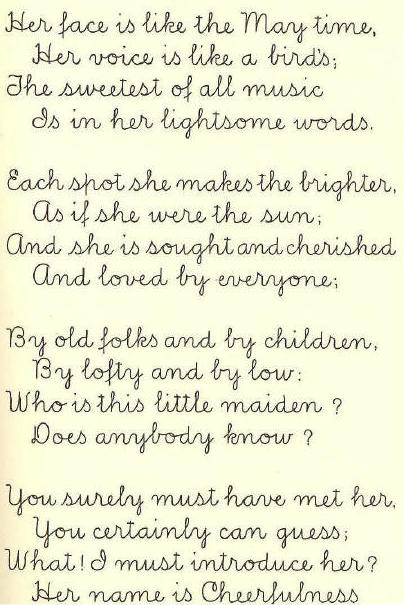 Her face is like the May time,
Her voice is like a bird's;
The sweetest of all music
Is in her lightsome words.
Each spot she makes the brighter,
As if she were the sun;
And she is sought and cherished
And loved by everyone;
By old folks and by children,
By lofty and by low:
Who is this little maiden ?
Does anybody know ?
You surely must have met her,
You certainly can guess;
What! I must introduce her?
Her name is Cheerfulness